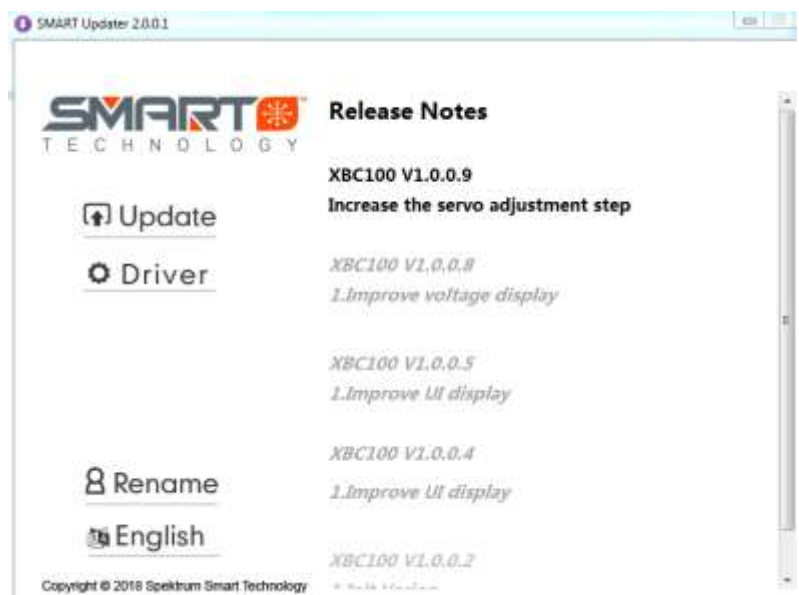 SMART Updater 2.0.0.1
SMART
TECHNOLOGY
Update
Driver
Rename
English
Copyright © 2018 Spektrum Smart Technology
Release Notes
XBC100 V1.0.0.9
Increase the servo adjustment step
XBC100 V1.0.0.8
1.Improve voltage display
XBC100 V1.0.0.5
1.Improve UI display
XBC100 V1.0.0.4
1.Improve UI display
XBC100 V1.0.0.2